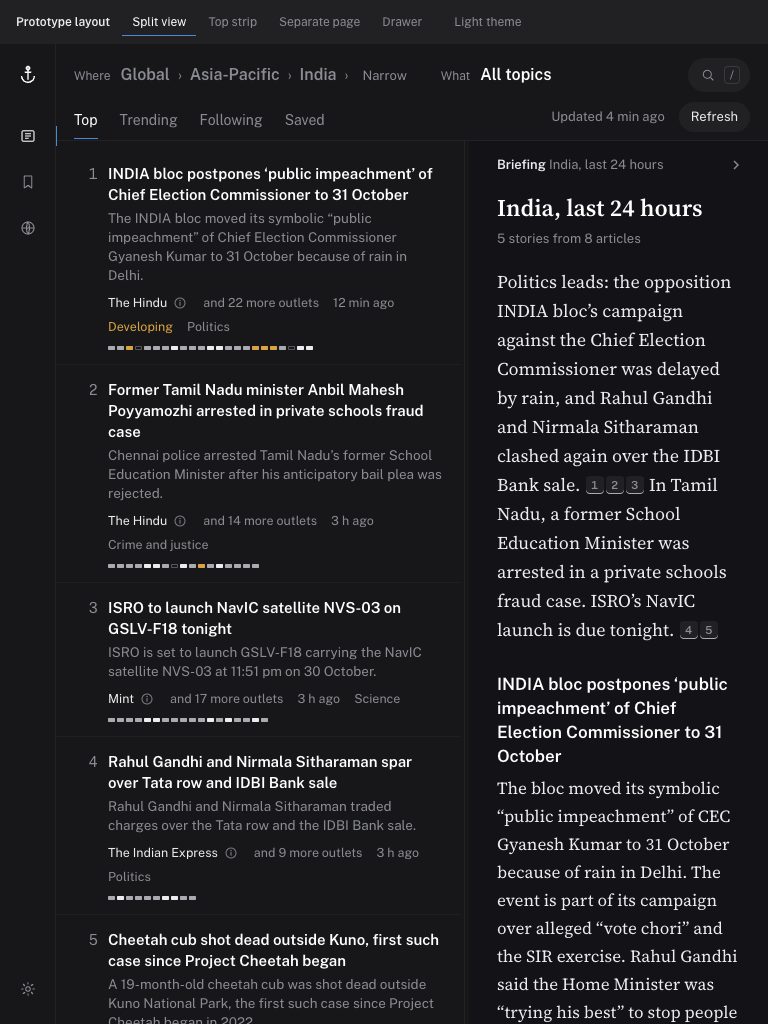 Prototype layout Split view Top strip Separate page Drawer Light theme
Where Global › Asia-Pacific › India › Narrow What All topics /
Top Trending Following Saved Updated 4 min ago Refresh
1 INDIA bloc postpones ‘public impeachment’ of
Chief Election Commissioner to 31 October
The INDIA bloc moved its symbolic “public
impeachment” of Chief Election Commissioner
Gyanesh Kumar to 31 October because of rain in
Delhi.
The Hindu and 22 more outlets 12 min ago
Developing Politics
2 Former Tamil Nadu minister Anbil Mahesh
Poyyamozhi arrested in private schools fraud
case
Chennai police arrested Tamil Nadu’s former School
Education Minister after his anticipatory bail plea was
rejected.
The Hindu and 14 more outlets 3 h ago
Crime and justice
3 ISRO to launch NavIC satellite NVS-03 on
GSLV-F18 tonight
ISRO is set to launch GSLV-F18 carrying the NavIC
satellite NVS-03 at 11:51 pm on 30 October.
Mint and 17 more outlets 3 h ago Science
4 Rahul Gandhi and Nirmala Sitharaman spar
over Tata row and IDBI Bank sale
Rahul Gandhi and Nirmala Sitharaman traded
charges over the Tata row and the IDBI Bank sale.
The Indian Express and 9 more outlets 3 h ago
Politics
5 Cheetah cub shot dead outside Kuno, first such
case since Project Cheetah began
A 19-month-old cheetah cub was shot dead outside
Kuno National Park, the first such case since Project
Cheetah began in 2022.
Briefing India, last 24 hours
India, last 24 hours
5 stories from 8 articles
Politics leads: the opposition
INDIA bloc’s campaign
against the Chief Election
Commissioner was delayed
by rain, and Rahul Gandhi
and Nirmala Sitharaman
clashed again over the IDBI
Bank sale. 1 2 3 In Tamil
Nadu, a former School
Education Minister was
arrested in a private schools
fraud case. ISRO’s NavIC
launch is due tonight. 4 5
INDIA bloc postpones ‘public
impeachment’ of Chief
Election Commissioner to 31
October
The bloc moved its symbolic
“public impeachment” of CEC
Gyanesh Kumar to 31 October
because of rain in Delhi. The
event is part of its campaign
over alleged “vote chori” and
the SIR exercise. Rahul Gandhi
said the Home Minister was
“trying his best” to stop people